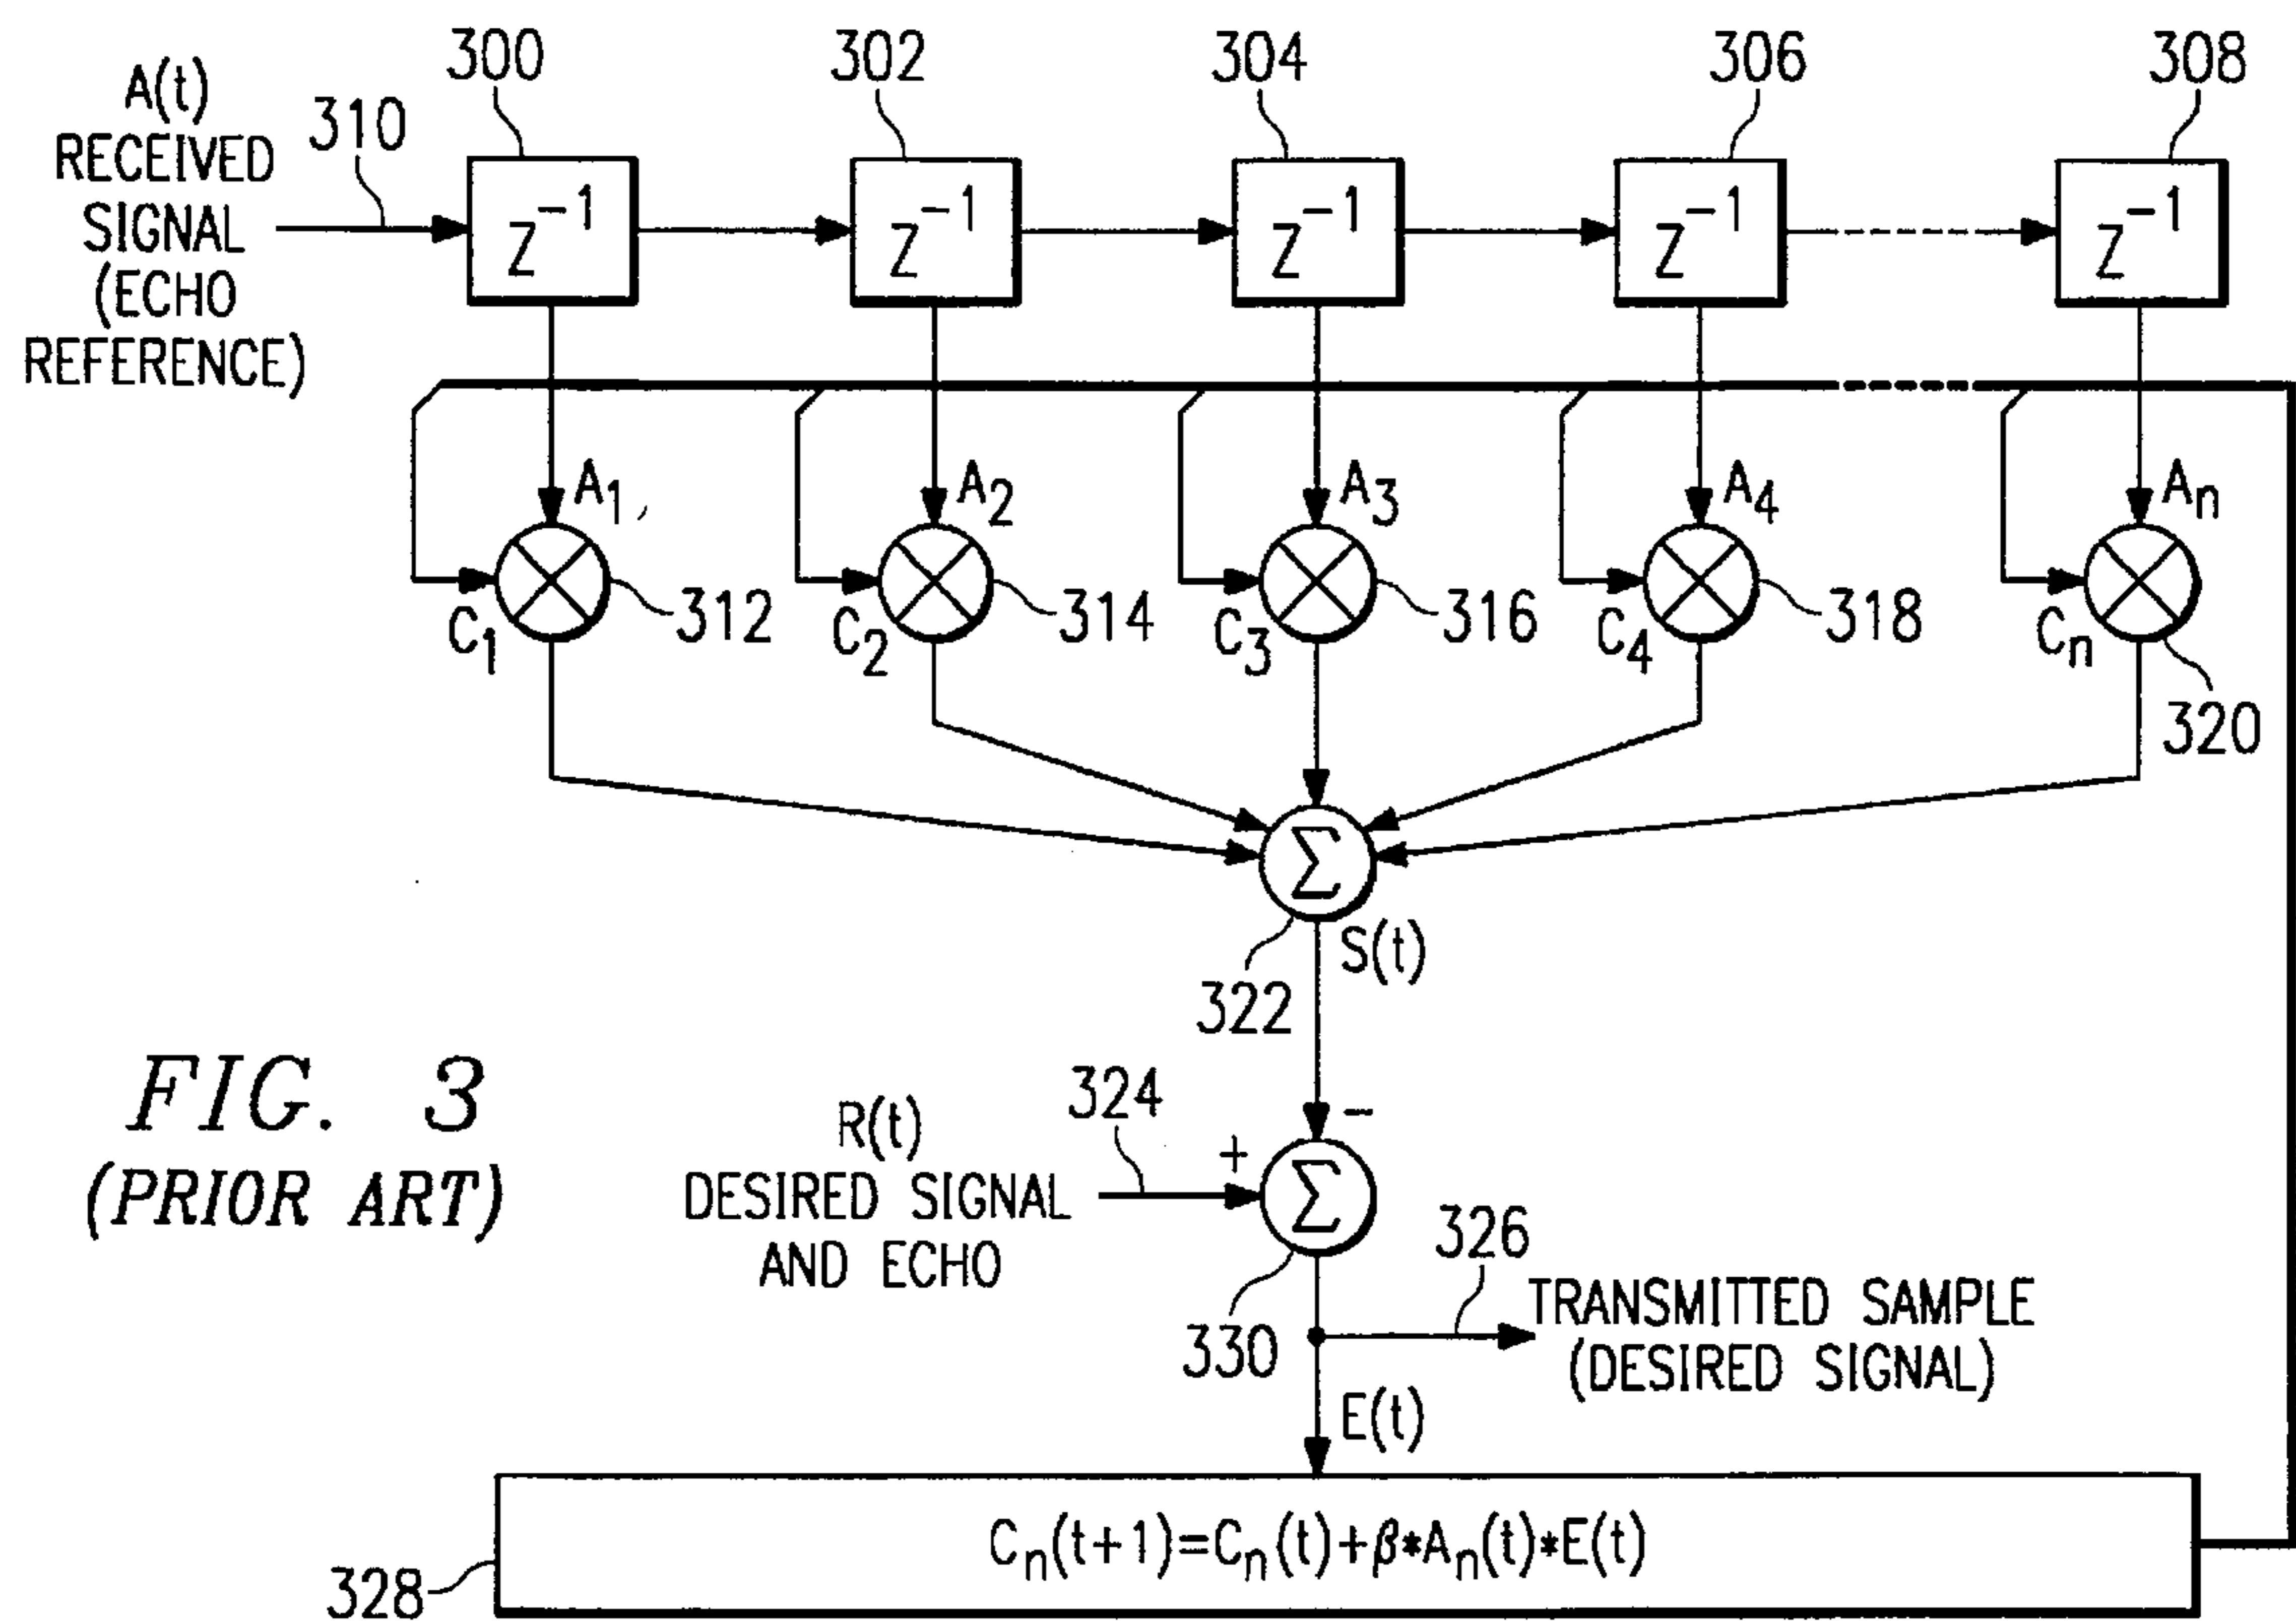 300
302
304
306
308
A(t)
RECEIVED
SIGNAL
(ECHO
REFERENCE)
310
Z⁻¹
Z⁻¹
Z⁻¹
Z⁻¹
Z⁻¹
A₁
A₂
A₃
A₄
Aₙ
C₁
312
C₂
314
C₃
316
C₄
318
Cₙ
320
Σ
S(t)
322
FIG. 3
(PRIOR ART)
R(t)
DESIRED SIGNAL
AND ECHO
324
+
−
Σ
330
326
TRANSMITTED SAMPLE
(DESIRED SIGNAL)
E(t)
Cₙ(t+1)=Cₙ(t)+β*Aₙ(t)*E(t)
328